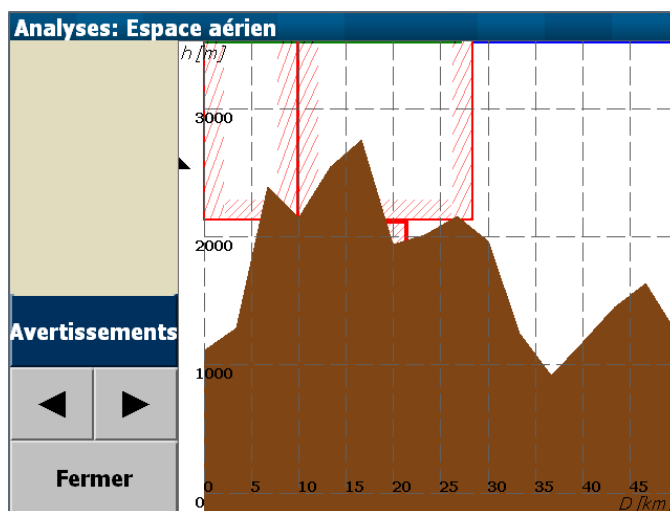 Analyses: Espace aérien
h [m]
3000
2000
1000
0
0 5 10 15 20 25 30 35 40 45
D [km
Avertissements
Fermer